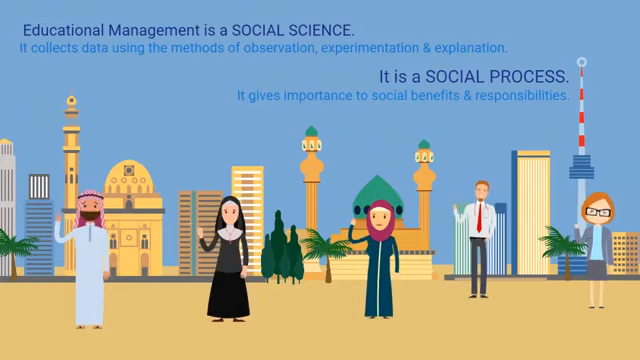 Educational Management is a SOCIAL SCIENCE.
It collects data using the methods of observation, experimentation & explanation.
It is a SOCIAL PROCESS.
It gives importance to social benefits & responsibilities.